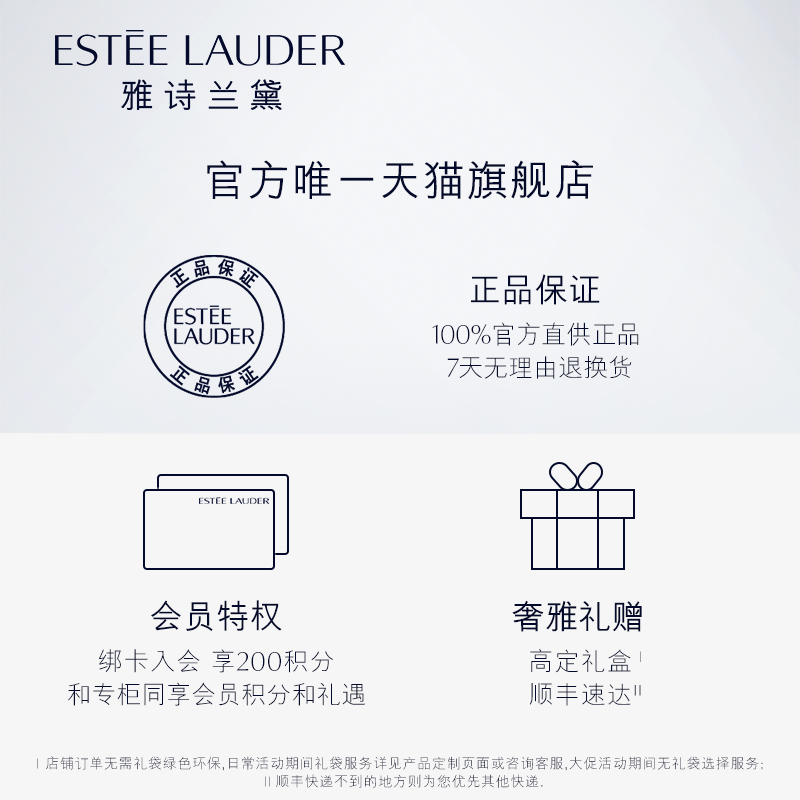 ESTĒE LAUDER
雅诗兰黛
官方唯一天猫旗舰店
正品保证
ESTĒE
LAUDER
正品保证
正品保证
100%官方直供正品
7天无理由退换货
ESTĒE LAUDER
会员特权
绑卡入会 享200积分
和专柜同享会员积分和礼遇
奢雅礼赠
高定礼盒I
顺丰速达II
I 店铺订单无需礼袋绿色环保,日常活动期间礼袋服务详见产品定制页面或咨询客服,大促活动期间无礼袋选择服务;
II 顺丰快递不到的地方则为您优先其他快递.